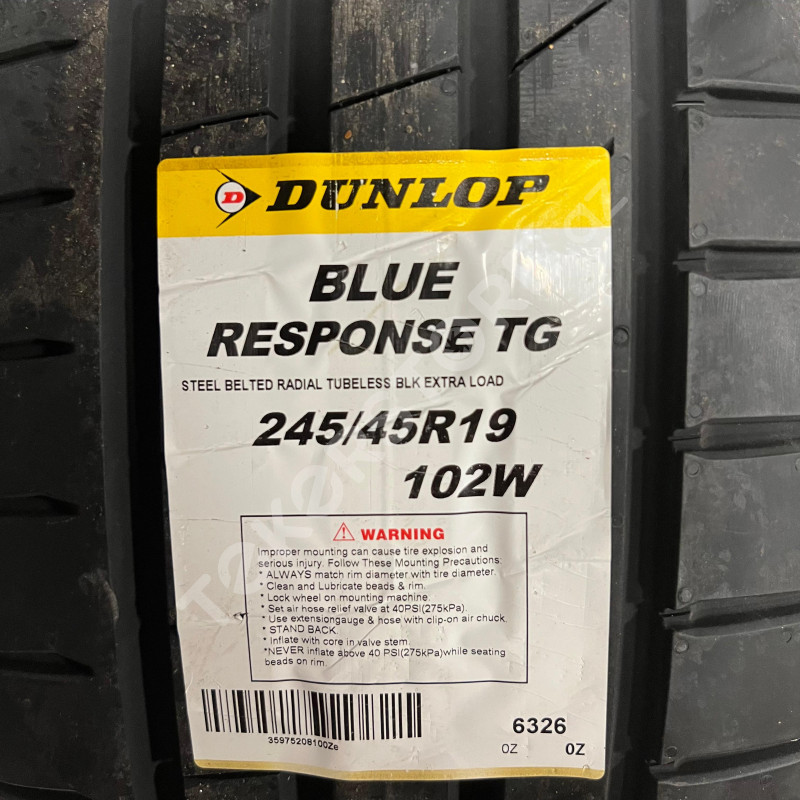 D DUNLOP
BLUE
RESPONSE TG
STEEL BELTED RADIAL TUBELESS BLK EXTRA LOAD
245/45R19
102W
WARNING
Improper mounting can cause tire explosion and
serious injury. Follow These Mounting Precautions:
* ALWAYS match rim diameter with tire diameter.
* Clean and Lubricate beads & rim.
* Lock wheel on mounting machine.
* Set air hose relief valve at 40PSI(275kPa).
* Use extensiongauge & hose with clip-on air chuck.
* STAND BACK.
* Inflate with core in valve stem.
*NEVER inflate above 40 PSI(275kPa)while seating
beads on rim.
35975208100Ze
6326
0Z 0Z